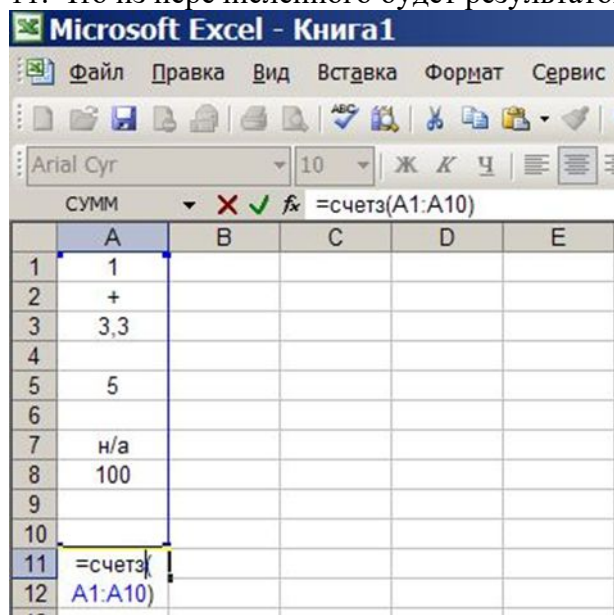 11. Что из перечисленного будет результатом
Microsoft Excel - Книга1
Файл Правка Вид Вставка Формат Сервис
Arial Cyr 10 Ж К Ч
СУММ fx =счетз(A1:A10)
A B C D E
1 1
2 +
3 3,3
4
5 5
6
7 н/а
8 100
9
10
11 =счетз(
12 A1:A10)